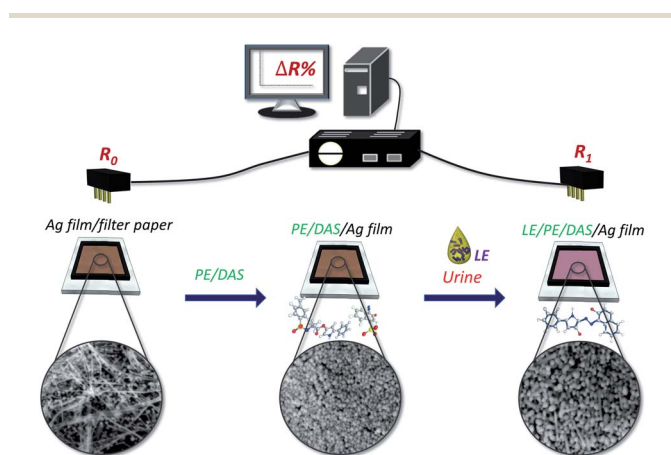 ΔR%
R₀
R₁
Ag film/filter paper
PE/DAS/Ag film
LE/PE/DAS/Ag film
PE/DAS
LE
Urine